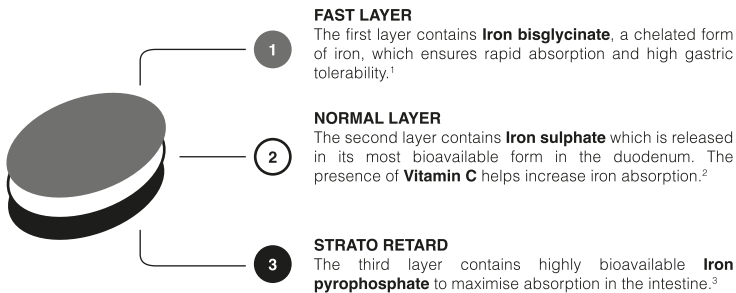 FAST LAYER
1
The first layer contains Iron bisglycinate, a chelated form
of iron, which ensures rapid absorption and high gastric
tolerability.1
NORMAL LAYER
2
The second layer contains Iron sulphate which is released
in its most bioavailable form in the duodenum. The
presence of Vitamin C helps increase iron absorption.2
STRATO RETARD
3
The third layer contains highly bioavailable Iron
pyrophosphate to maximise absorption in the intestine.3